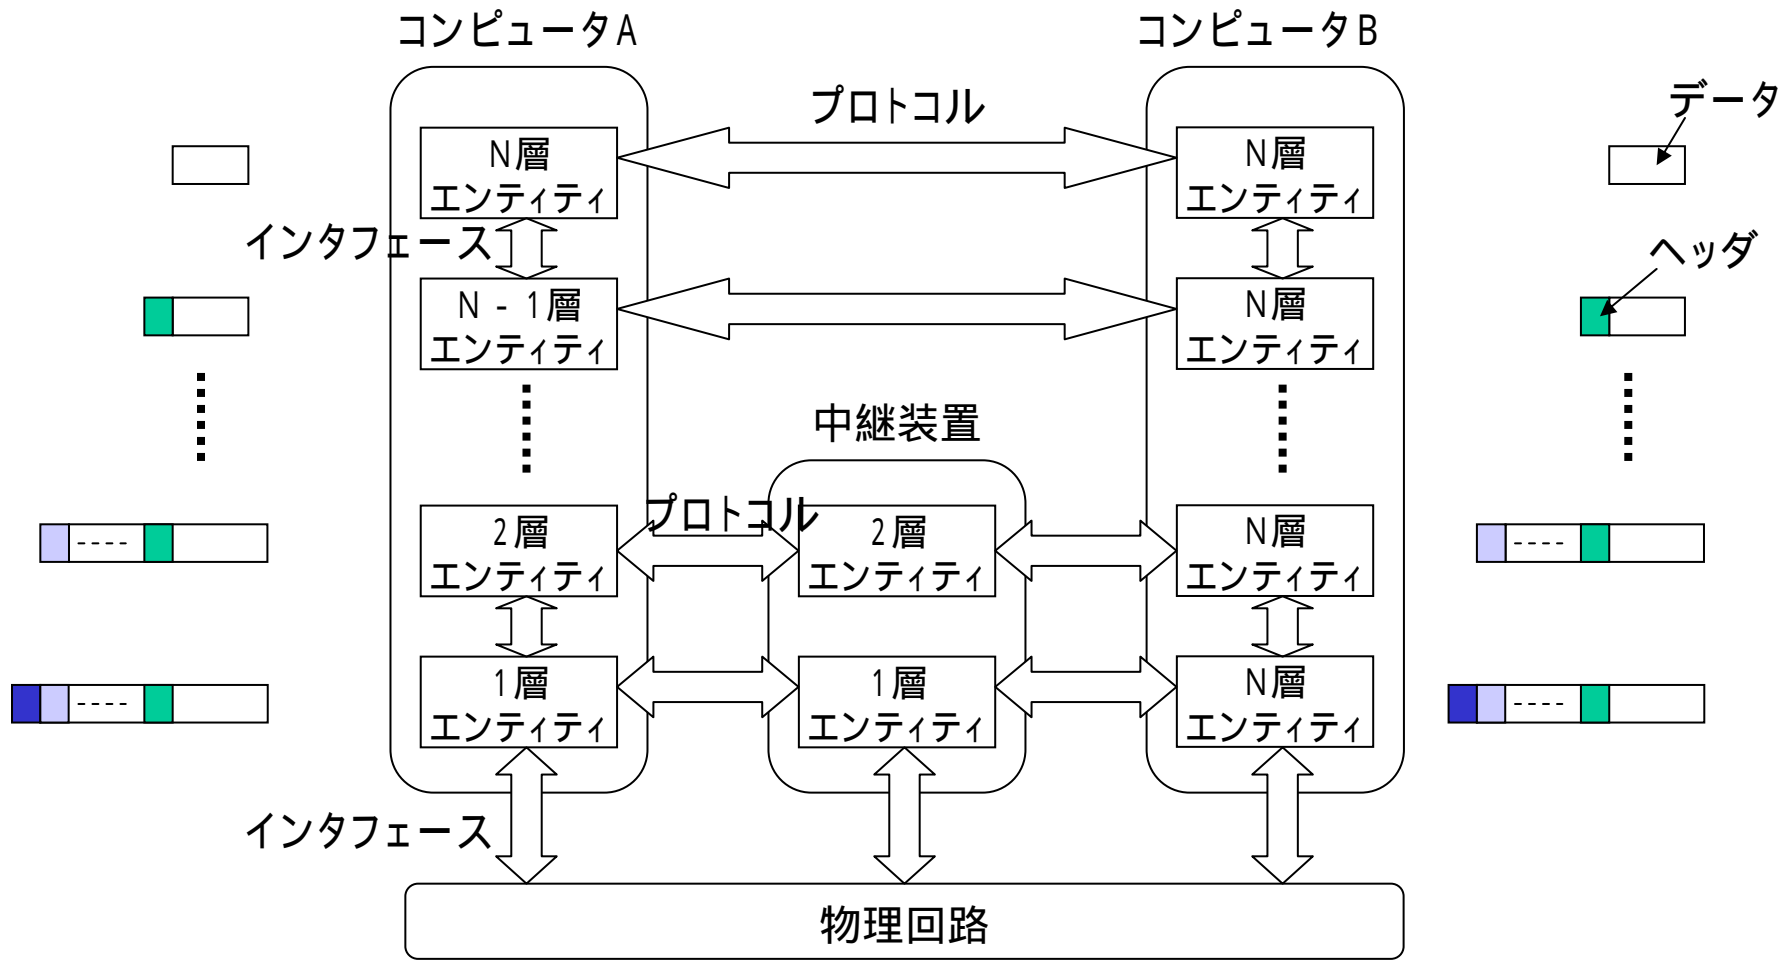 コンピュータA
コンピュータB
プロトコル
データ
N層
エンティティ
N層
エンティティ
インタフェース
ヘッダ
N - 1層
エンティティ
N層
エンティティ
中継装置
プロトコル
2層
エンティティ
2層
エンティティ
N層
エンティティ
1層
エンティティ
1層
エンティティ
N層
エンティティ
インタフェース
物理回路